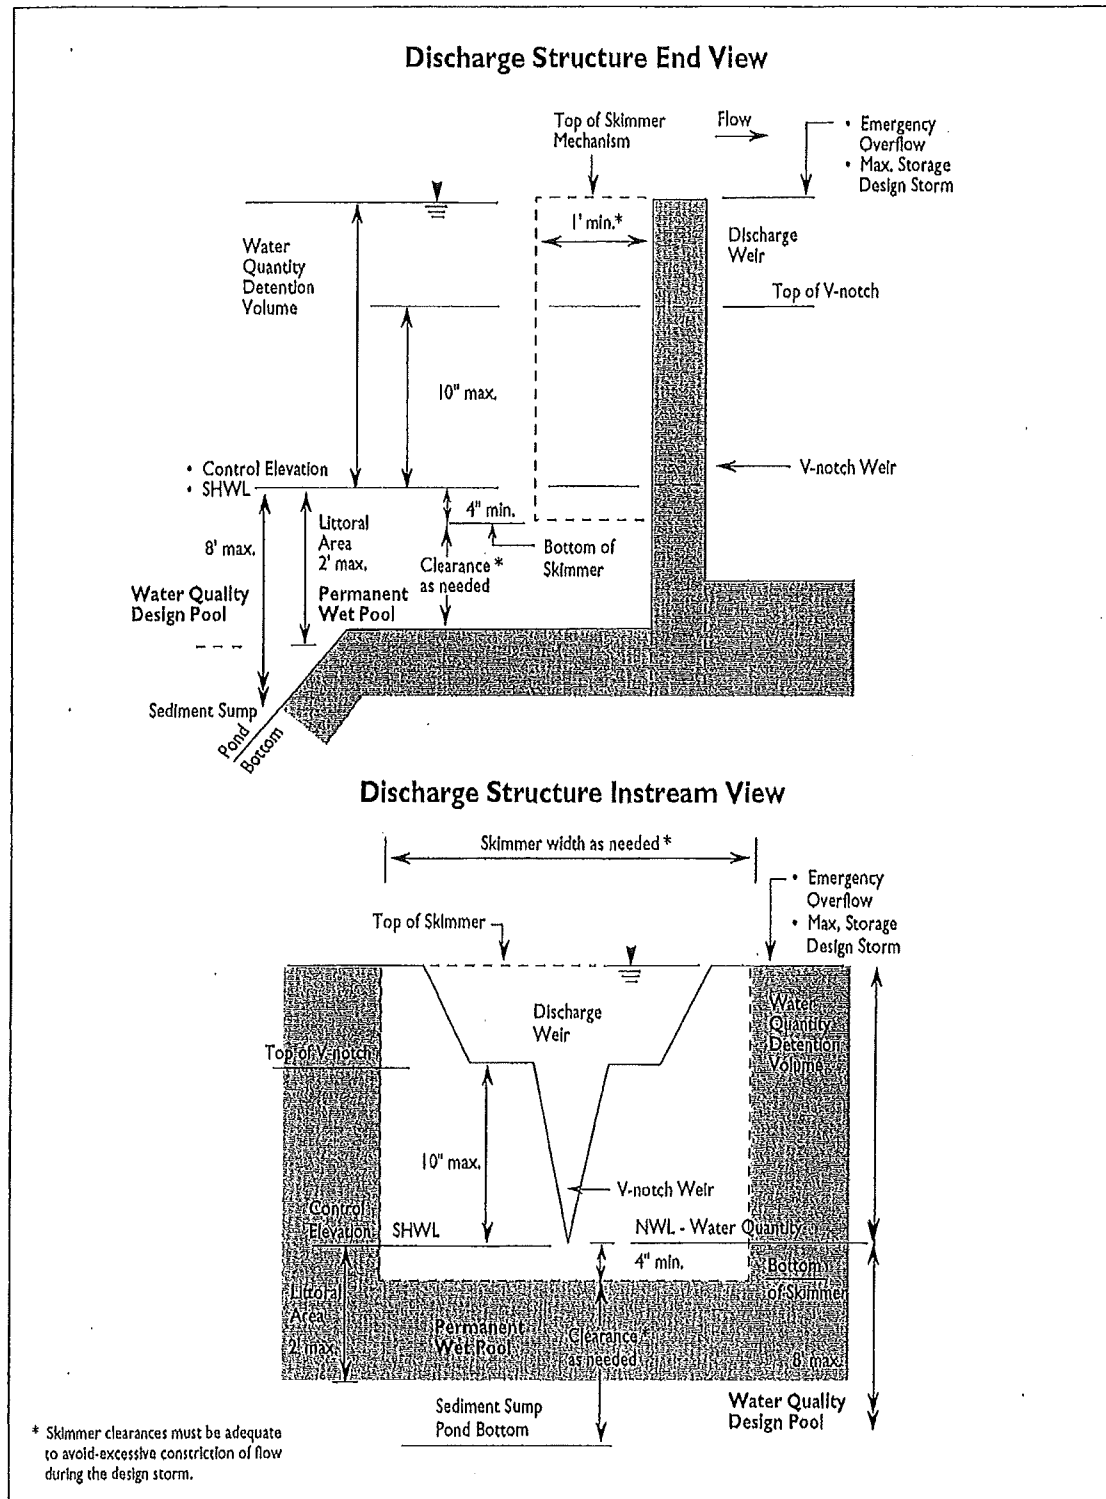 Discharge Structure End View
Top of Skimmer
Mechanism
Flow
• Emergency
Overflow
• Max. Storage
Design Storm
1' min.*
Water
Quantity
Detention
Volume
Discharge
Weir
Top of V-notch
10" max.
• Control Elevation
• SHWL
V-notch Weir
4" min.
Littoral
Area
2' max.
8' max.
Bottom of
Skimmer
Clearance *
as needed
Water Quality
Design Pool
Permanent
Wet Pool
Sediment Sump
Pond
Bottom
Discharge Structure Instream View
Skimmer width as needed *
• Emergency
Overflow
• Max, Storage
Design Storm
Top of Skimmer
Discharge
Weir
Water
Quantity
Detention
Volume
Top of V-notch
10" max.
V-notch Weir
Control
Elevation
SHWL
NWL - Water Quantity
4" min.
Bottom
of Skimmer
Littoral
Area
2' max.
Permanent
Wet Pool
Clearance *
as needed
8' max.
Sediment Sump
Pond Bottom
Water Quality
Design Pool
* Skimmer clearances must be adequate
to avoid-excessive constriction of flow
during the design storm.